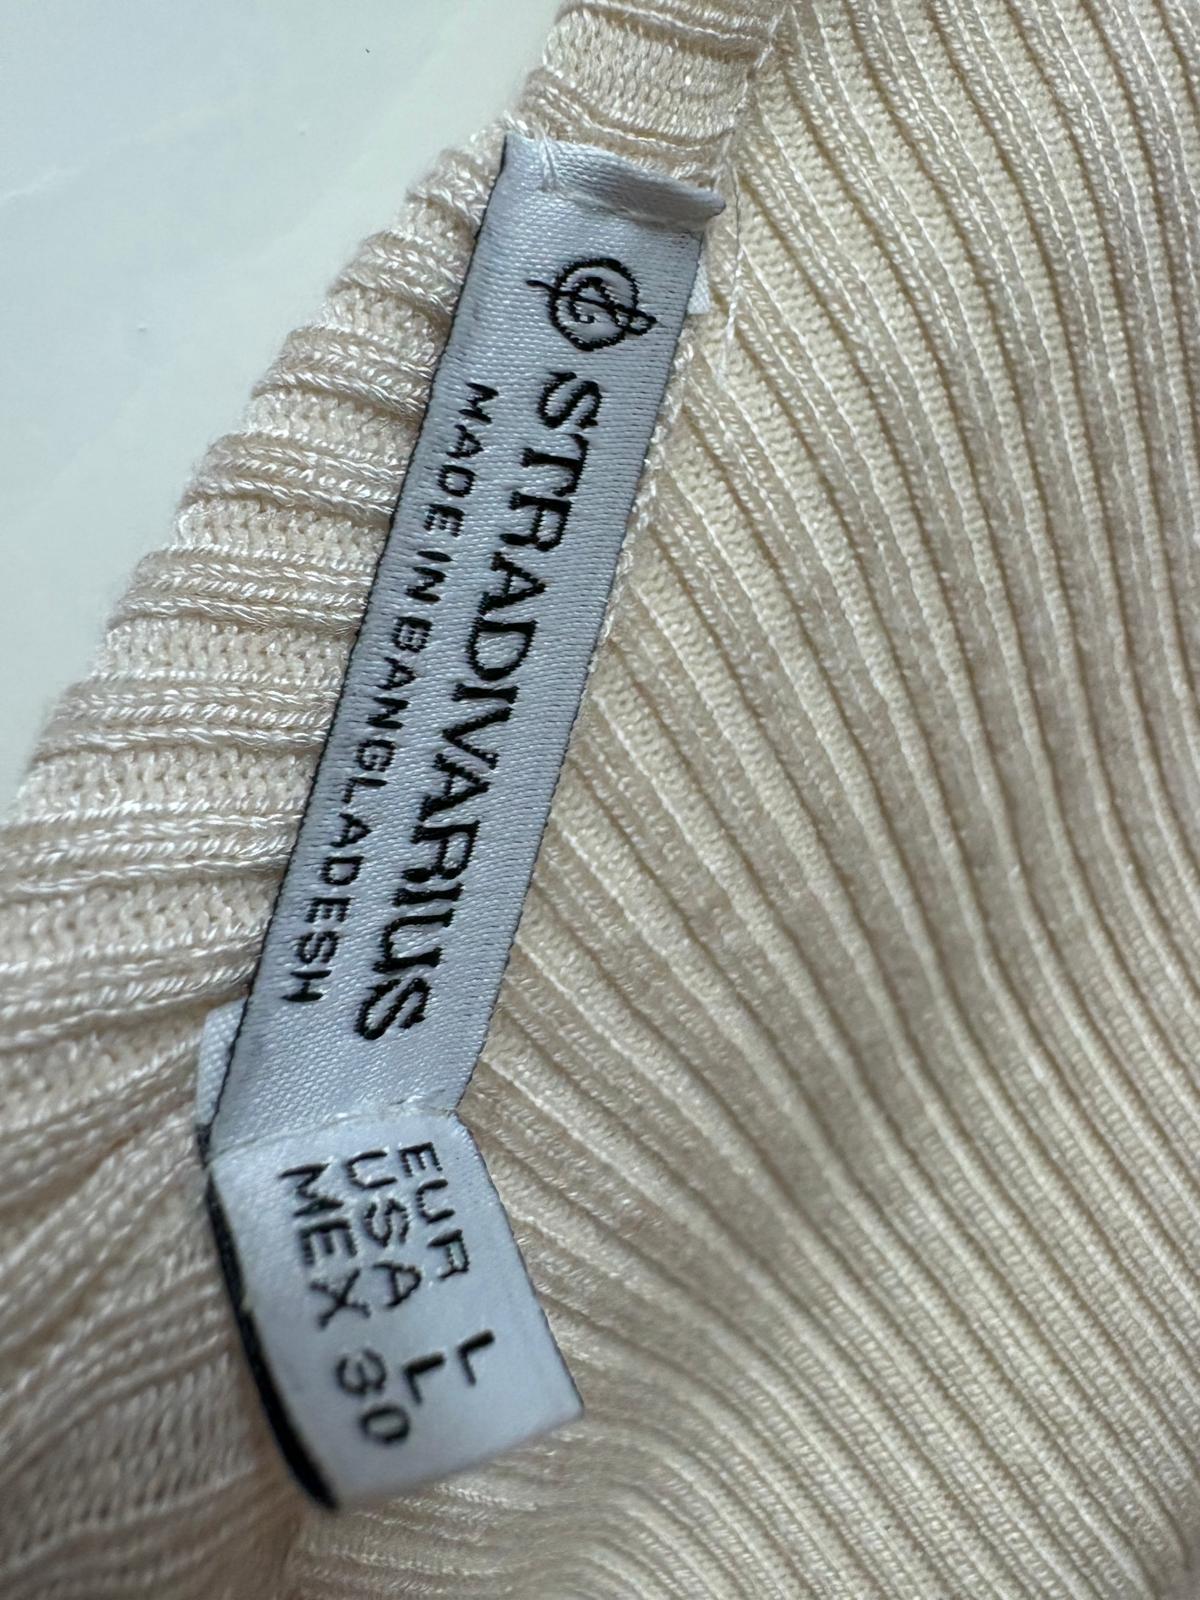 STRADIVARIUS
MADE IN BANGLADESH
EUR L
USA L
MEX 30